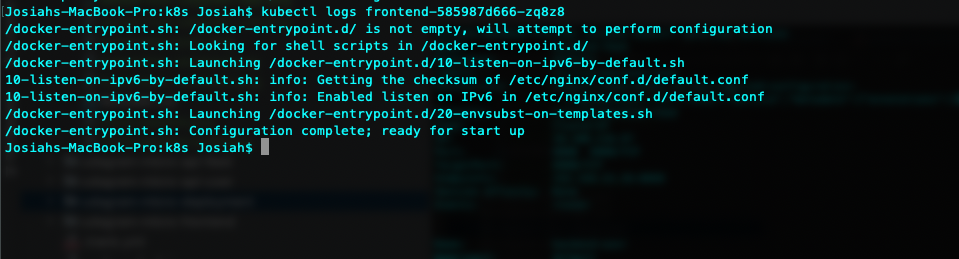 Josiahs-MacBook-Pro:k8s Josiah$ kubectl logs frontend-585987d666-zq8z8
/docker-entrypoint.sh: /docker-entrypoint.d/ is not empty, will attempt to perform configuration
/docker-entrypoint.sh: Looking for shell scripts in /docker-entrypoint.d/
/docker-entrypoint.sh: Launching /docker-entrypoint.d/10-listen-on-ipv6-by-default.sh
10-listen-on-ipv6-by-default.sh: info: Getting the checksum of /etc/nginx/conf.d/default.conf
10-listen-on-ipv6-by-default.sh: info: Enabled listen on IPv6 in /etc/nginx/conf.d/default.conf
/docker-entrypoint.sh: Launching /docker-entrypoint.d/20-envsubst-on-templates.sh
/docker-entrypoint.sh: Configuration complete; ready for start up
Josiahs-MacBook-Pro:k8s Josiah$